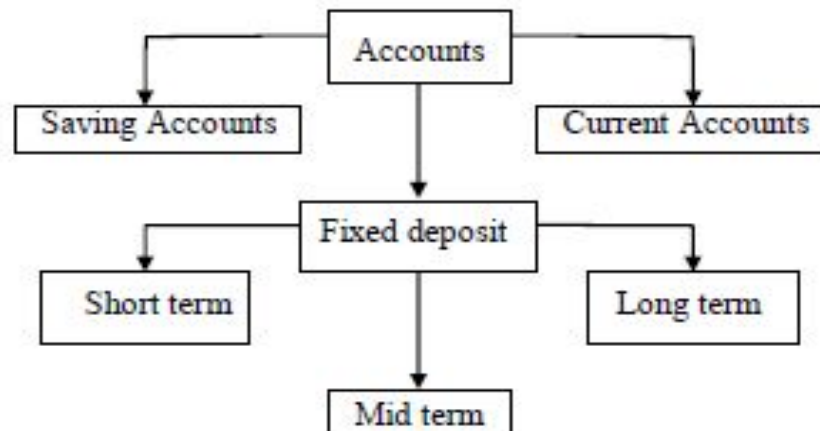 Accounts
Saving Accounts
Current Accounts
Fixed deposit
Short term
Long term
Mid term